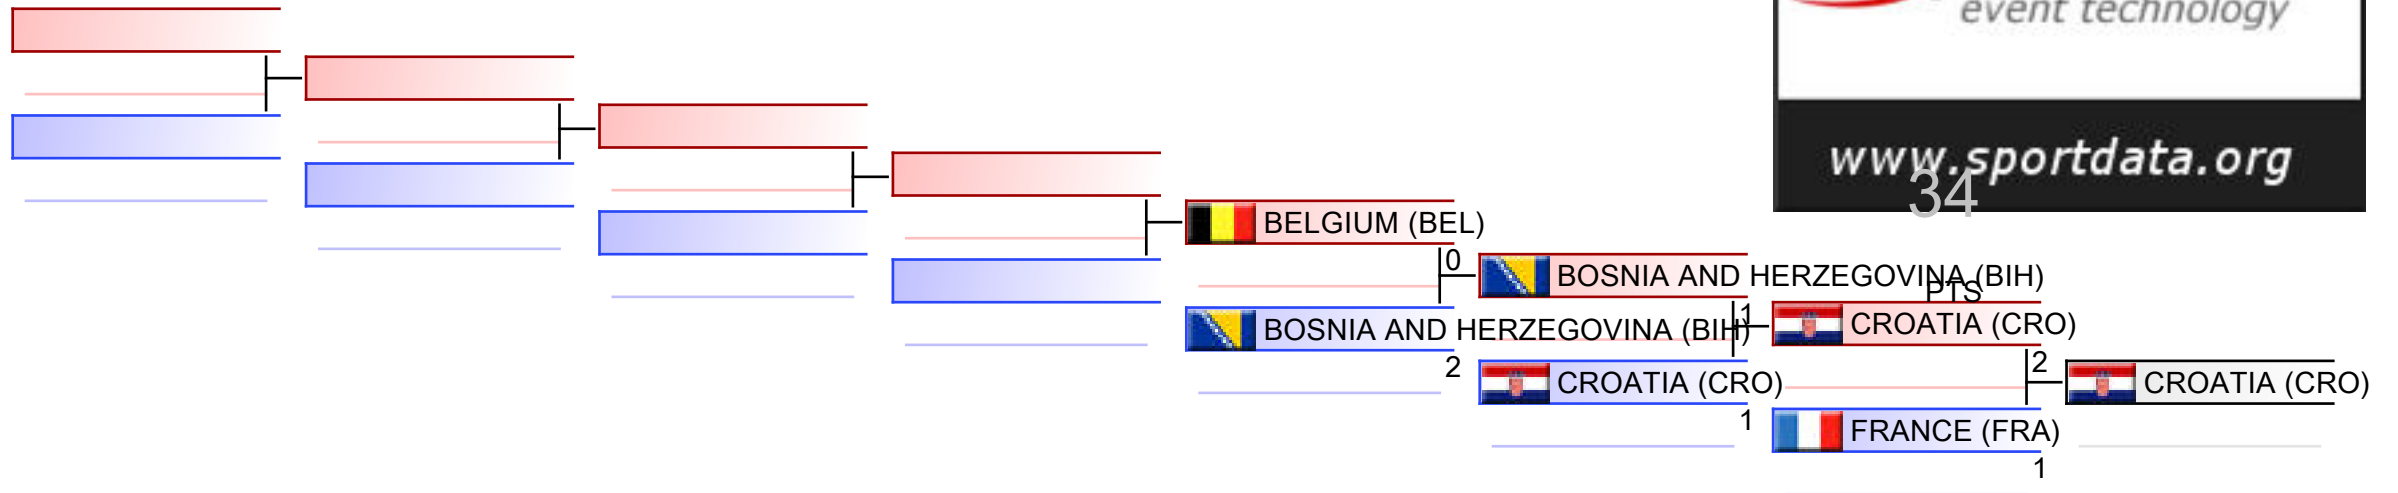 event technology
www.sportdata.org
34
BELGIUM (BEL)
0
BOSNIA AND HERZEGOVINA (BIH)
PTS
BOSNIA AND HERZEGOVINA (BIH)
1
CROATIA (CRO)
2
CROATIA (CRO)
2
CROATIA (CRO)
1
FRANCE (FRA)
1